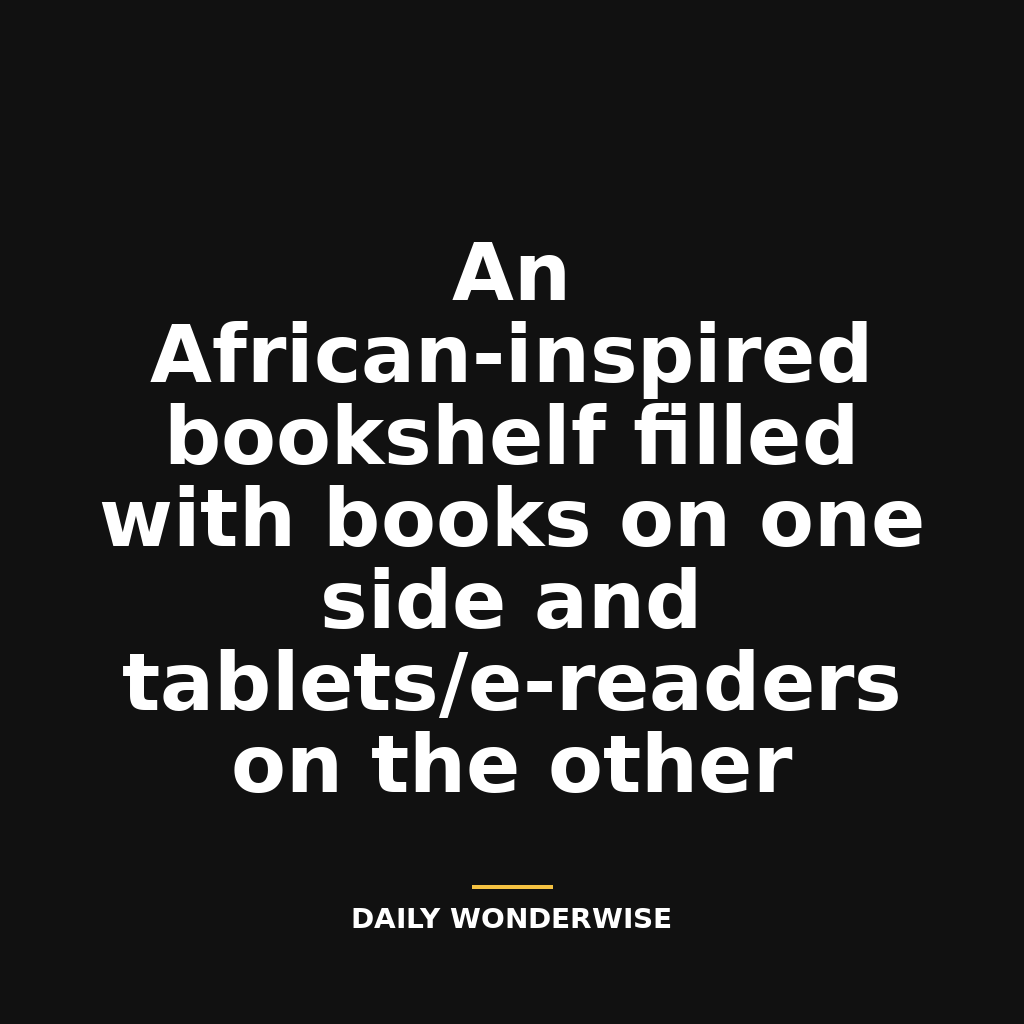 An
African-inspired
bookshelf filled
with books on one
side and
tablets/e-readers
on the other
DAILY WONDERWISE